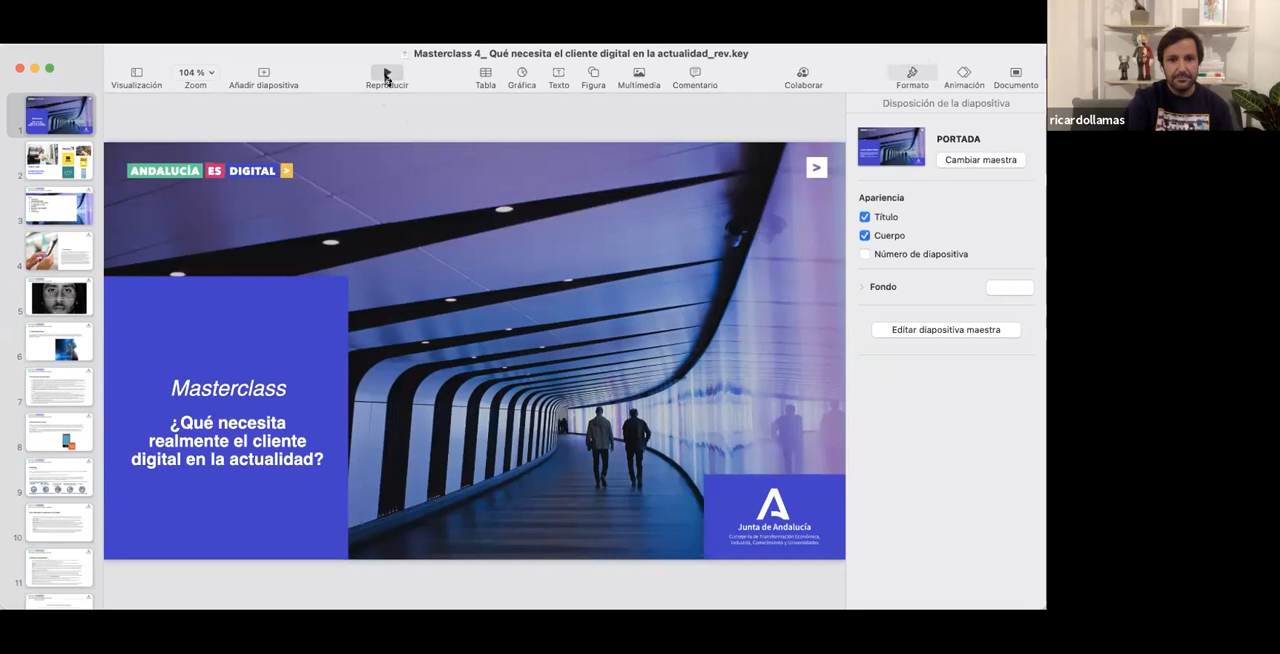 Masterclass 4_ Qué necesita el cliente digital en la actualidad_rev.key
104 %
Visualización
Zoom
Añadir diapositiva
Reproducir
Tabla
Gráfica
Texto
Figura
Multimedia
Comentario
Colaborar
Formato
Animación
Documento
ricardollamas
Disposición de la diapositiva
PORTADA
Cambiar maestra
Apariencia
Título
Cuerpo
Número de diapositiva
Fondo
Editar diapositiva maestra
1
2
3
4
5
6
7
8
9
10
11
ANDALUCÍA ES DIGITAL >
>
Masterclass
¿Qué necesita
realmente el cliente
digital en la actualidad?
Junta de Andalucía
Consejería de Transformación Económica,
Industria, Conocimiento y Universidades